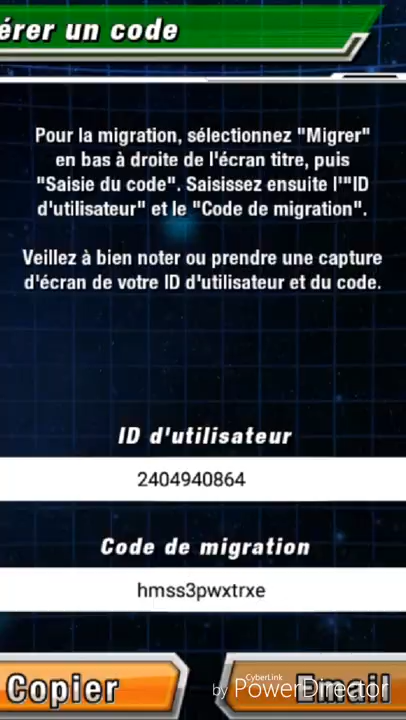 érer un code
Pour la migration, sélectionnez "Migrer"
en bas à droite de l'écran titre, puis
"Saisie du code". Saisissez ensuite l'"ID
d'utilisateur" et le "Code de migration".
Veillez à bien noter ou prendre une capture
d'écran de votre ID d'utilisateur et du code.
ID d'utilisateur
2404940864
Code de migration
hmss3pwxtrxe
Copier
Email
by CyberLink PowerDirector